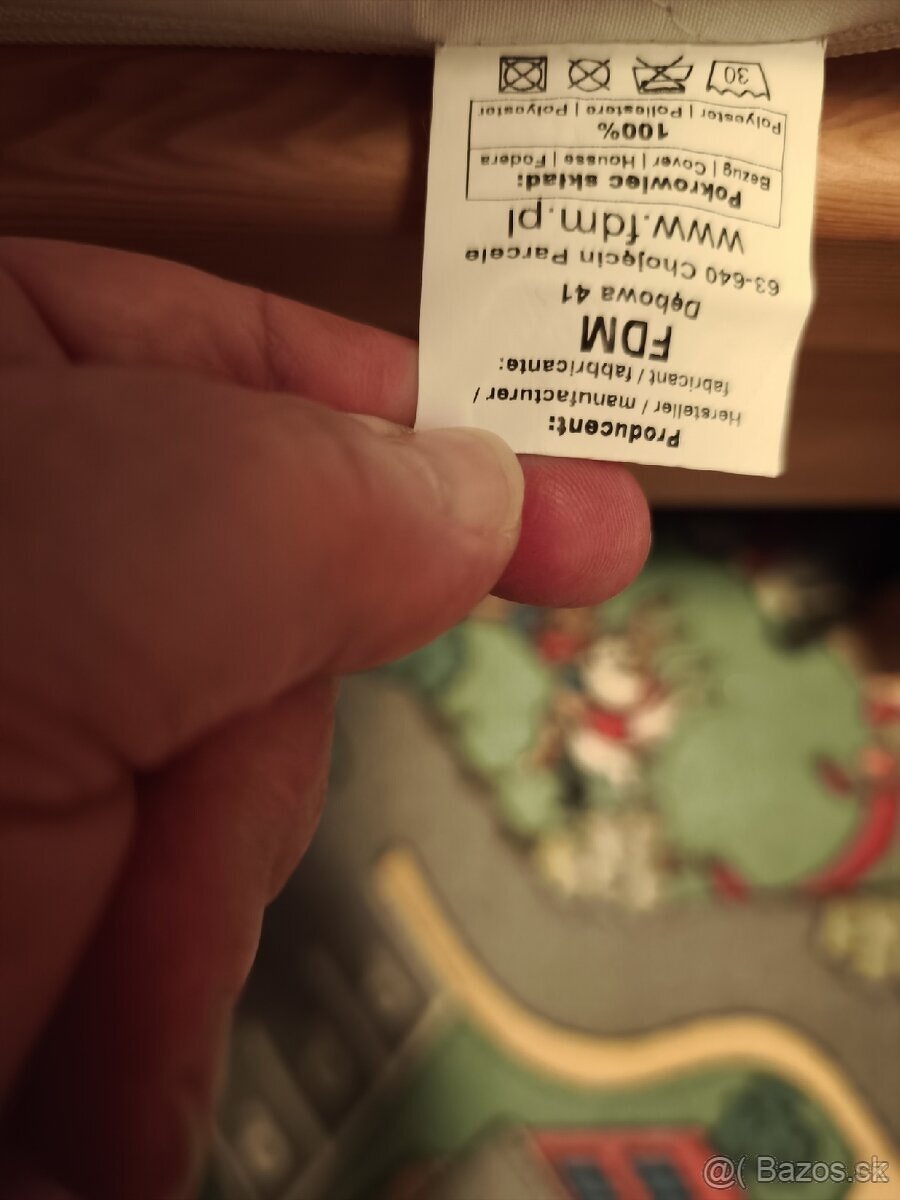 Producent:
Hersteller / manufacturer /
fabricant / fabbricante:
FDM
Dębowa 41
63-640 Chojęcin Parcele
www.fdm.pl
Pokrowiec skład:
Bezug | Cover | Housse | Fodera
100%
Polyester | Poliestere | Polyester
30
@( Bazos.sk